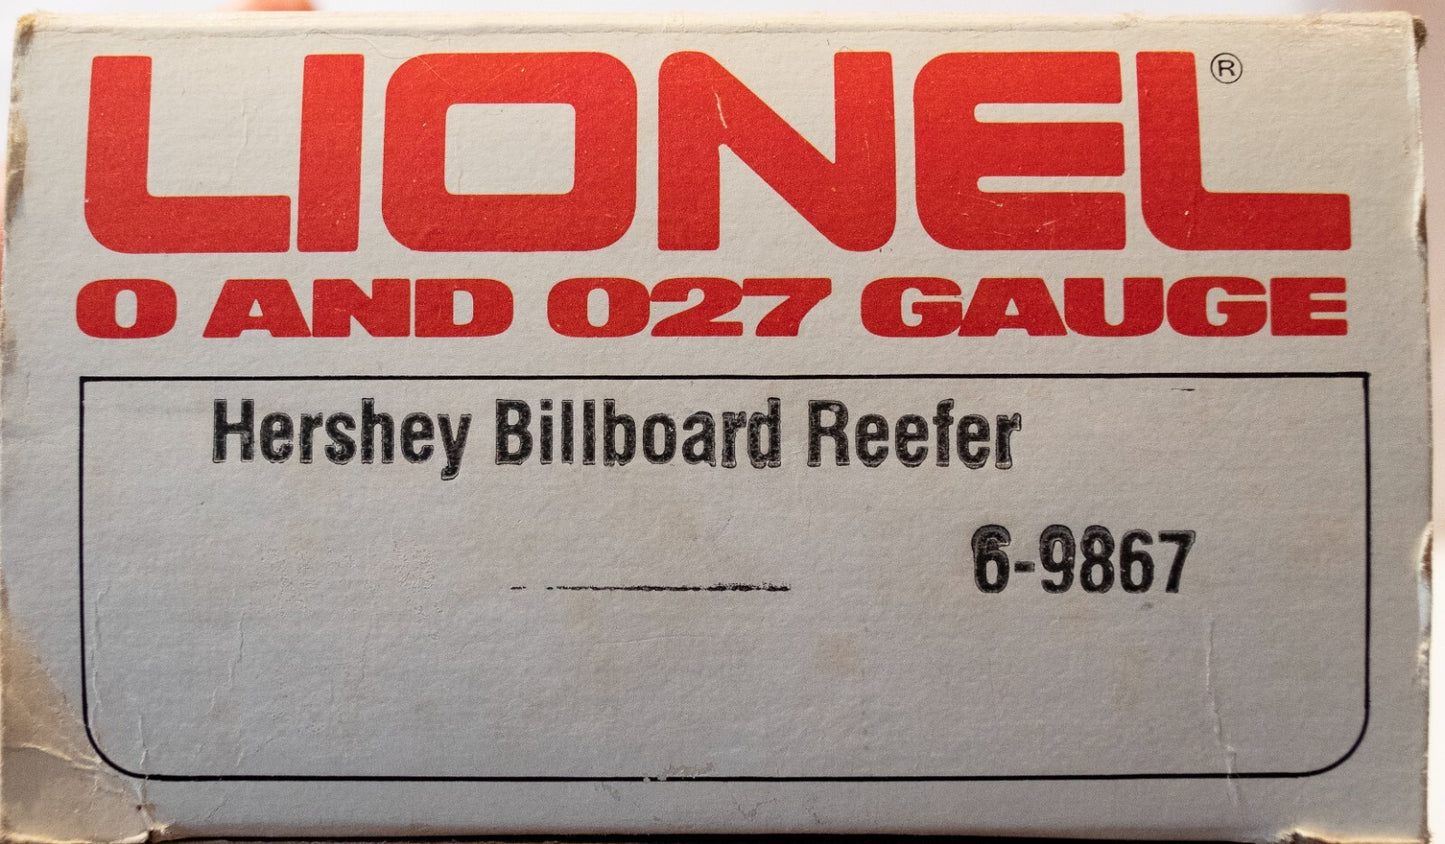 LIONEL®
O AND O27 GAUGE
Hershey Billboard Reefer
6-9867